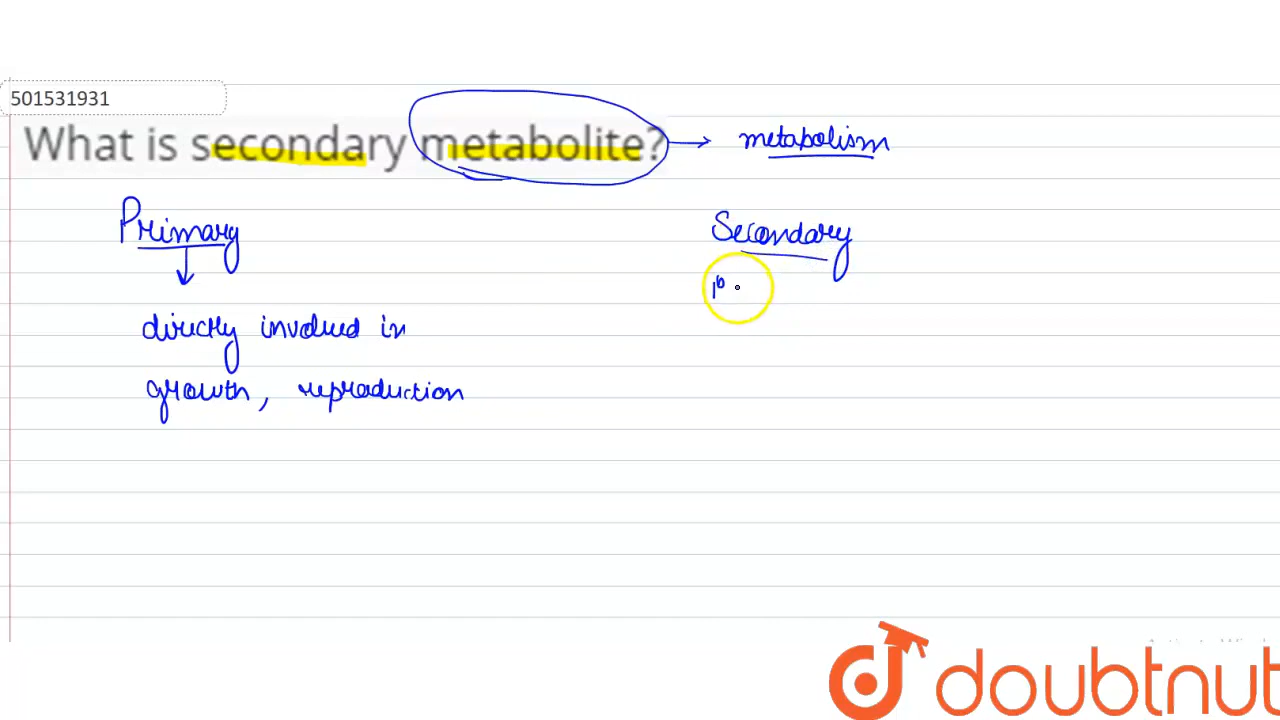 501531931
What is secondary metabolite? → metabolism
Primary
Secondary
directly involved in
growth, reproduction
doubtnut